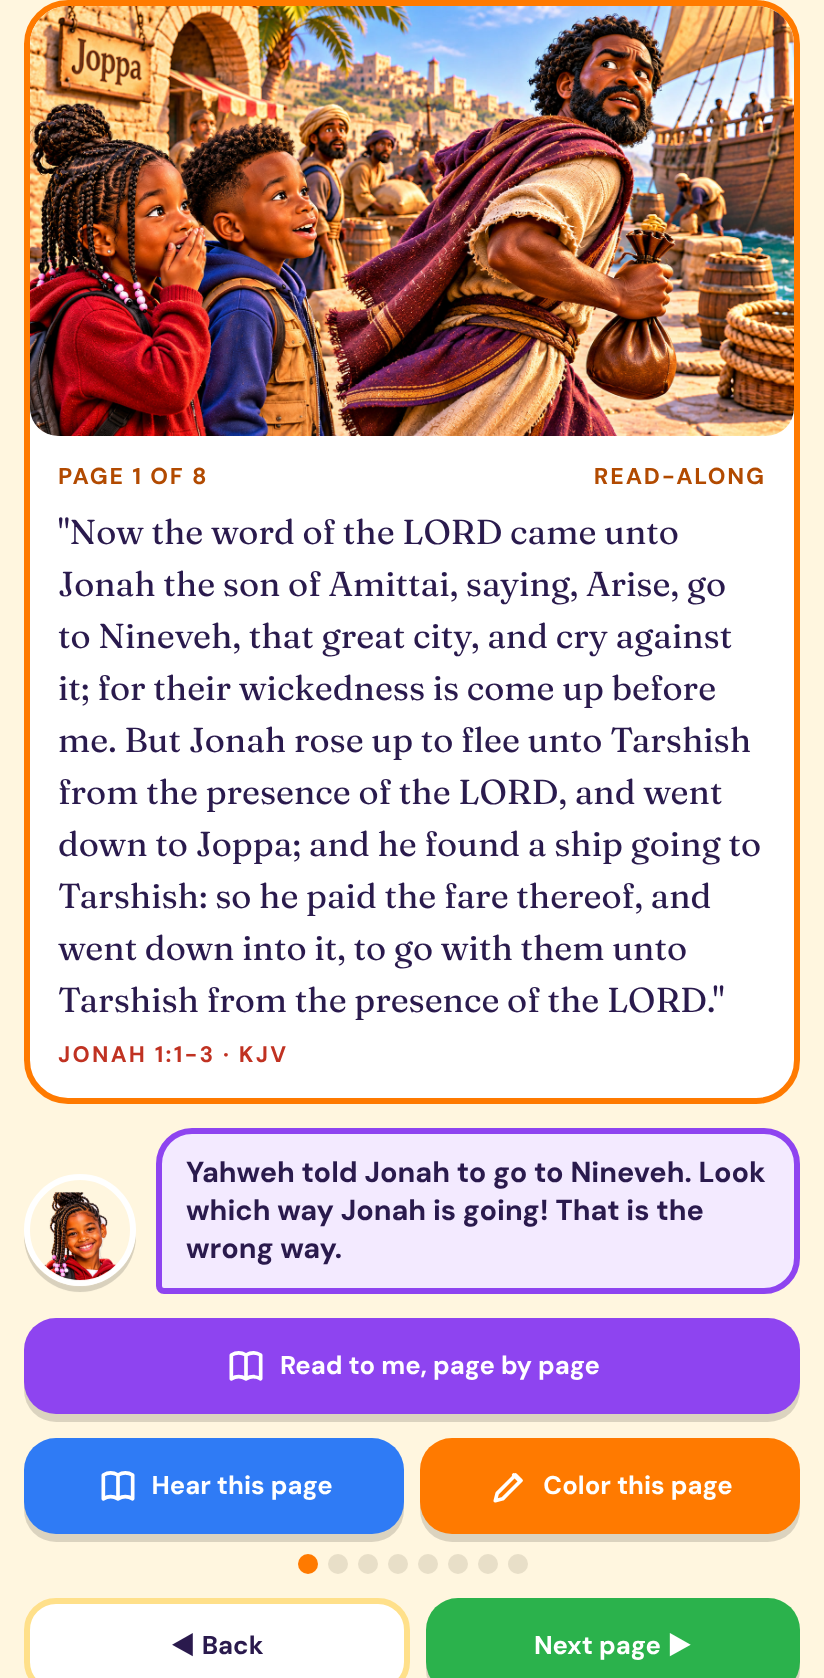 Joppa
PAGE 1 OF 8
READ-ALONG
"Now the word of the LORD came unto
Jonah the son of Amittai, saying, Arise, go
to Nineveh, that great city, and cry against
it; for their wickedness is come up before
me. But Jonah rose up to flee unto Tarshish
from the presence of the LORD, and went
down to Joppa; and he found a ship going to
Tarshish: so he paid the fare thereof, and
went down into it, to go with them unto
Tarshish from the presence of the LORD."
JONAH 1:1-3 · KJV
Yahweh told Jonah to go to Nineveh. Look
which way Jonah is going! That is the
wrong way.
Read to me, page by page
Hear this page
Color this page
◀ Back
Next page ▶